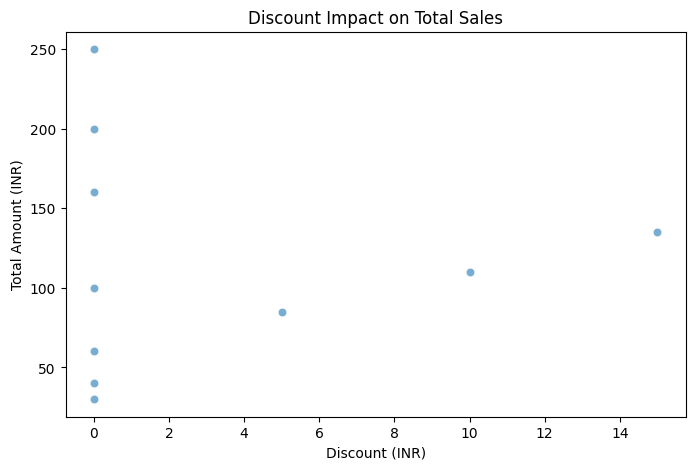 Discount Impact on Total Sales
Total Amount (INR)
250
200
150
100
50
0 2 4 6 8 10 12 14
Discount (INR)